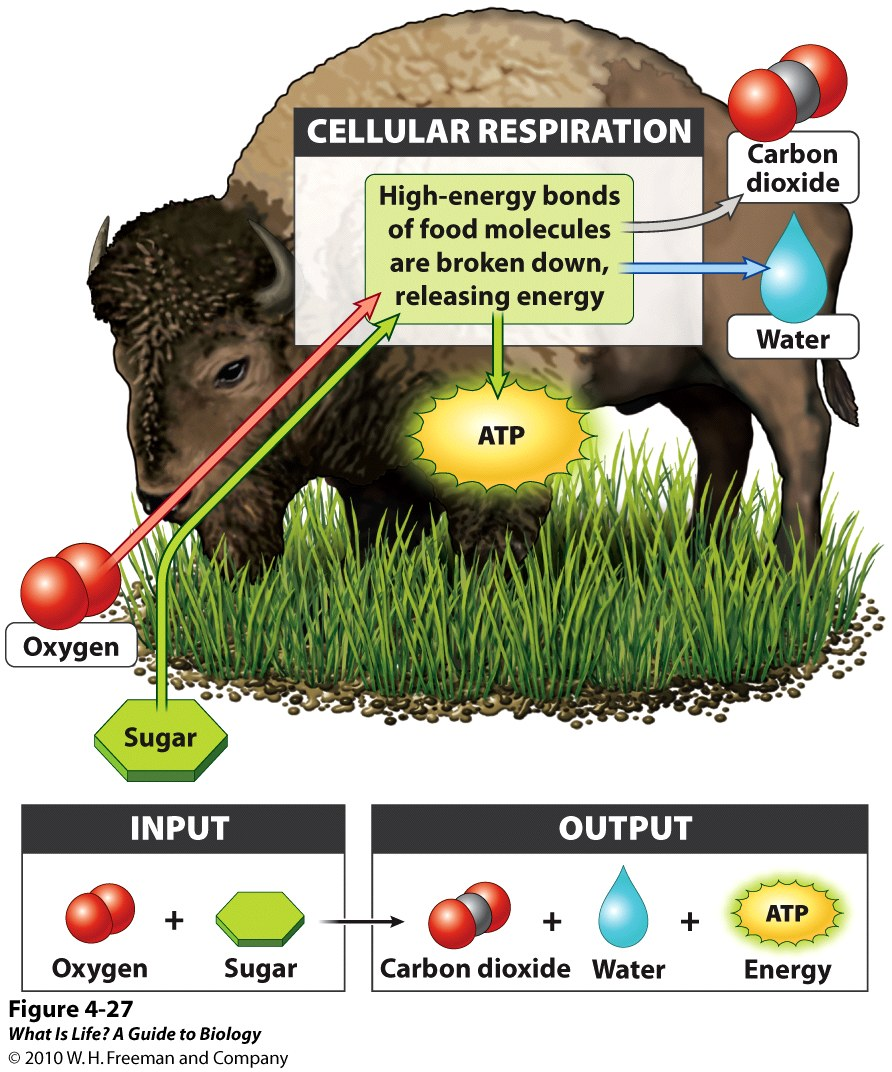 CELLULAR RESPIRATION
High-energy bonds
of food molecules
are broken down,
releasing energy
Carbon
dioxide
Water
ATP
Oxygen
Sugar
INPUT
OUTPUT
+
+
+
ATP
Oxygen
Sugar
Carbon dioxide
Water
Energy
Figure 4-27
What Is Life? A Guide to Biology
© 2010 W. H. Freeman and Company